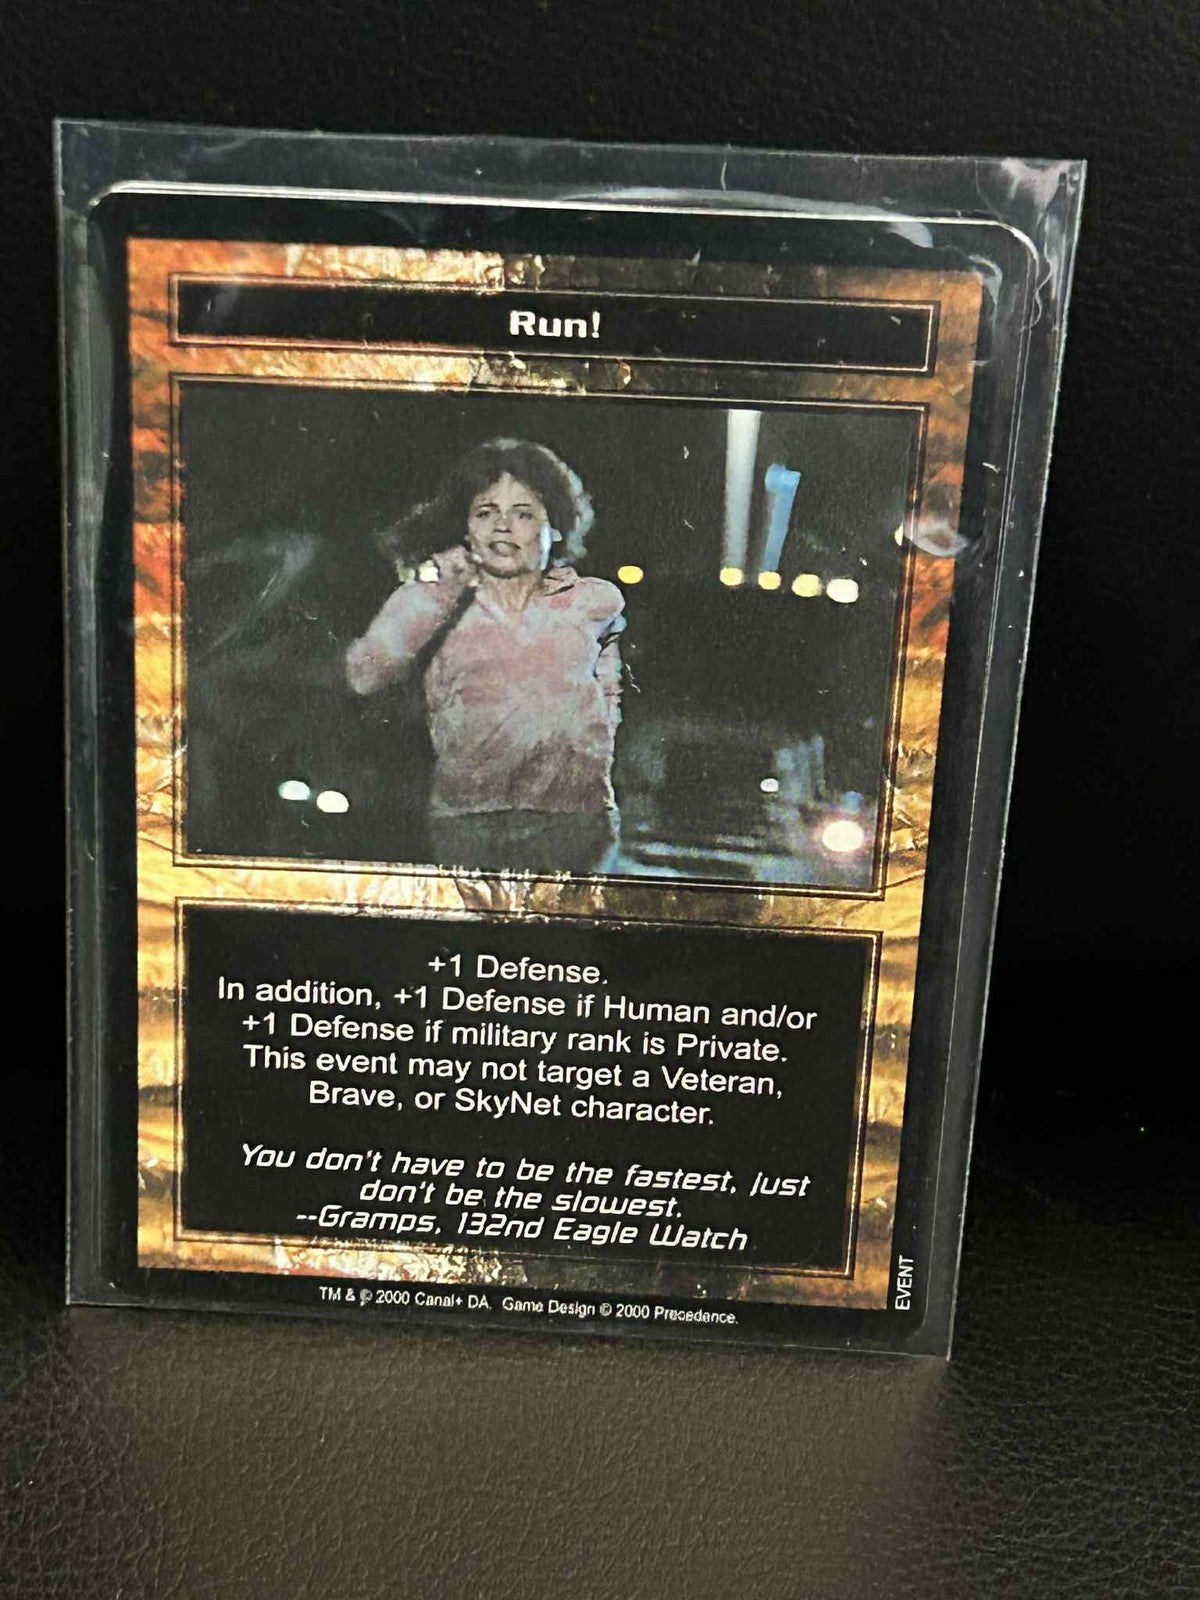 Run!
+1 Defense.
In addition, +1 Defense if Human and/or
+1 Defense if military rank is Private.
This event may not target a Veteran,
Brave, or SkyNet character.
You don't have to be the fastest, just
don't be the slowest.
--Gramps, 132nd Eagle Watch
EVENT
TM & © 2000 Canal+ DA. Game Design © 2000 Precedence.